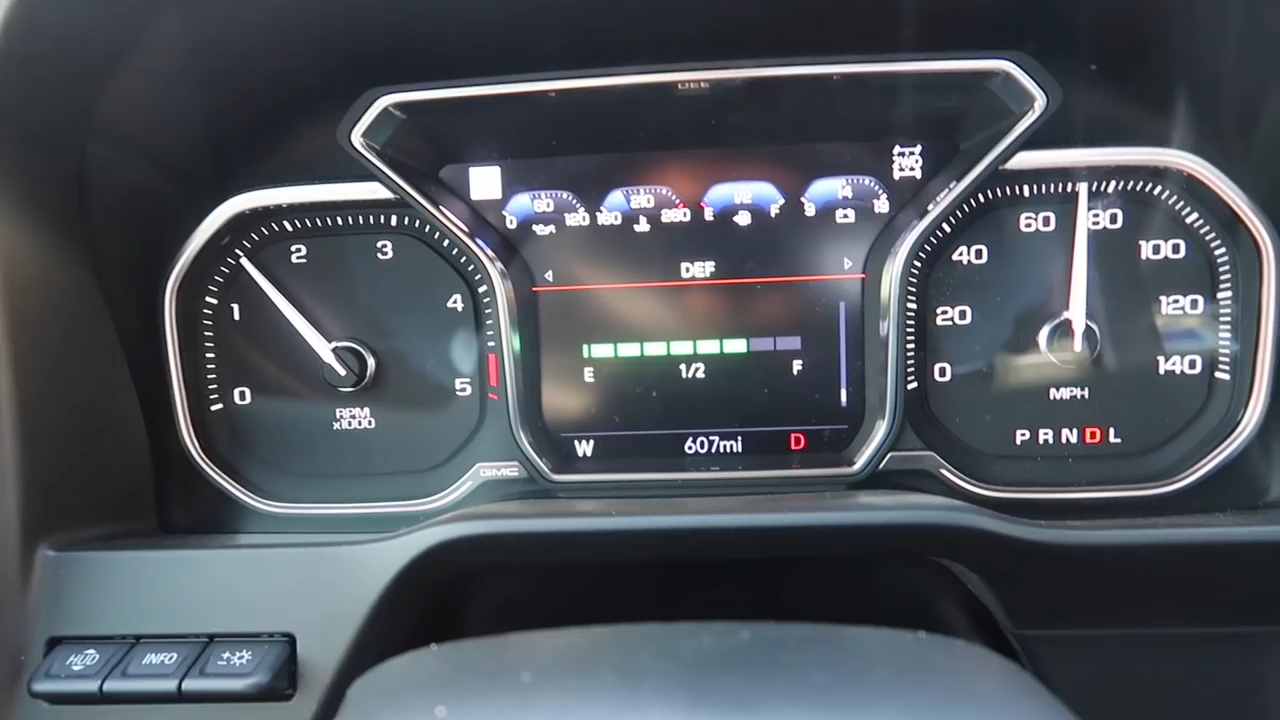 DEF
2WD
60
0 120
210
160 260
1/2
E F
14
9 19
DEF
E 1/2 F
W 607mi D
0 1 2 3 4 5
RPM
x1000
GMC
0 20 40 60 80 100 120 140
MPH
P R N D L
HUD INFO